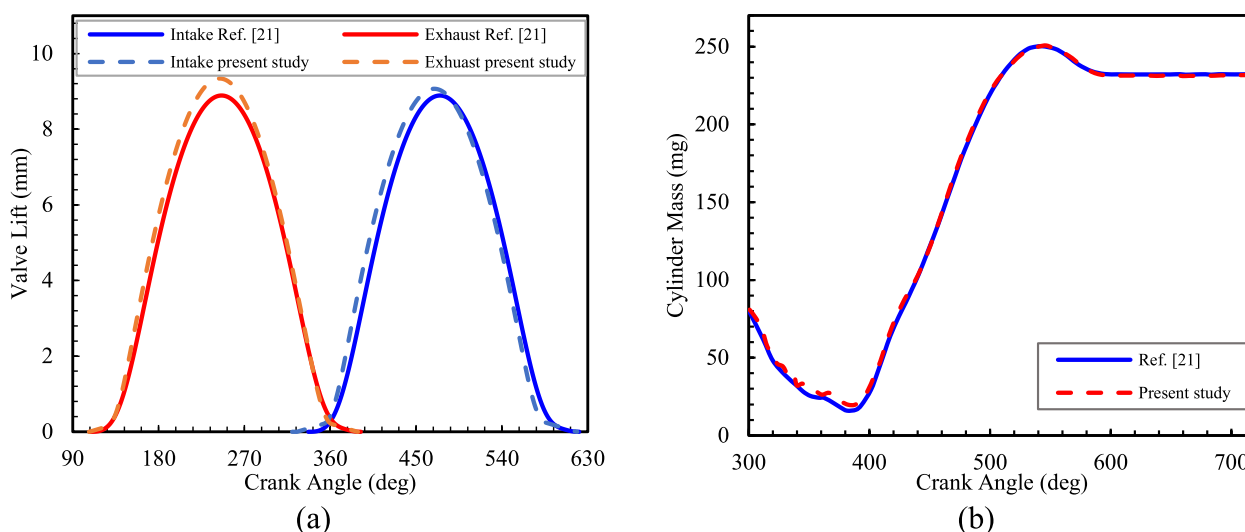 Intake Ref. [21]
Exhaust Ref. [21]
Intake present study
Exhuast present study
10
8
6
4
2
0
Valve Lift (mm)
90
180
270
360
450
540
630
Crank Angle (deg)
(a)
250
200
150
100
50
0
Cylinder Mass (mg)
Ref. [21]
Present study
300
400
500
600
700
Crank Angle (deg)
(b)